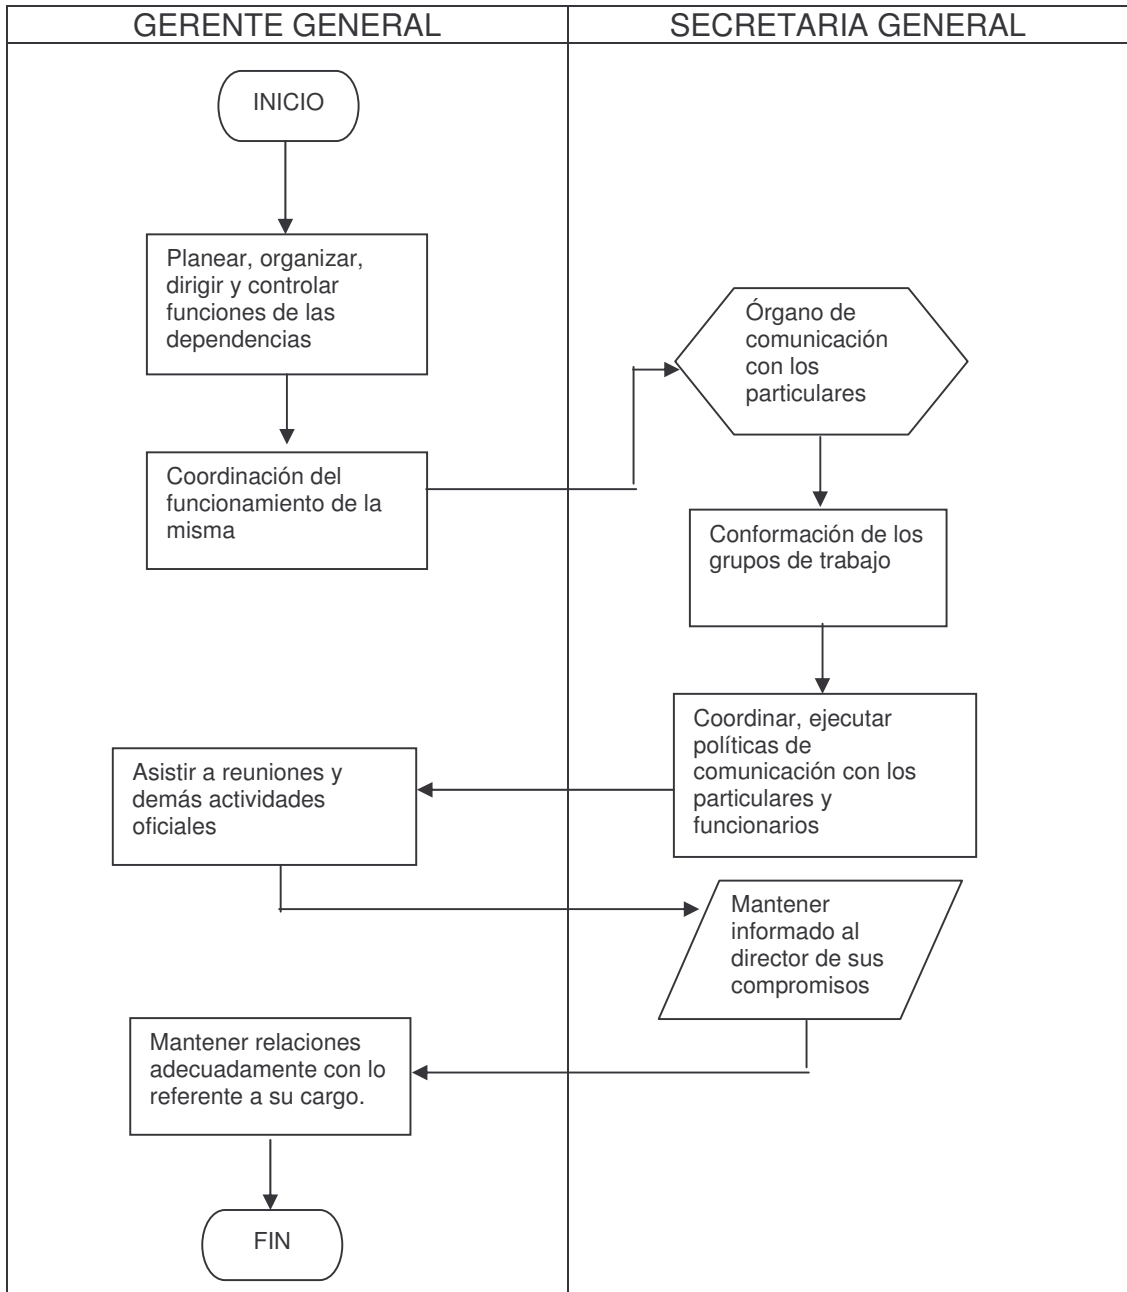 GERENTE GENERAL
SECRETARIA GENERAL
INICIO
Planear, organizar,
dirigir y controlar
funciones de las
dependencias
Coordinación del
funcionamiento de la
misma
Órgano de
comunicación
con los
particulares
Conformación de los
grupos de trabajo
Coordinar, ejecutar
políticas de
comunicación con los
particulares y
funcionarios
Asistir a reuniones y
demás actividades
oficiales
Mantener
informado al
director de sus
compromisos
Mantener relaciones
adecuadamente con lo
referente a su cargo.
FIN